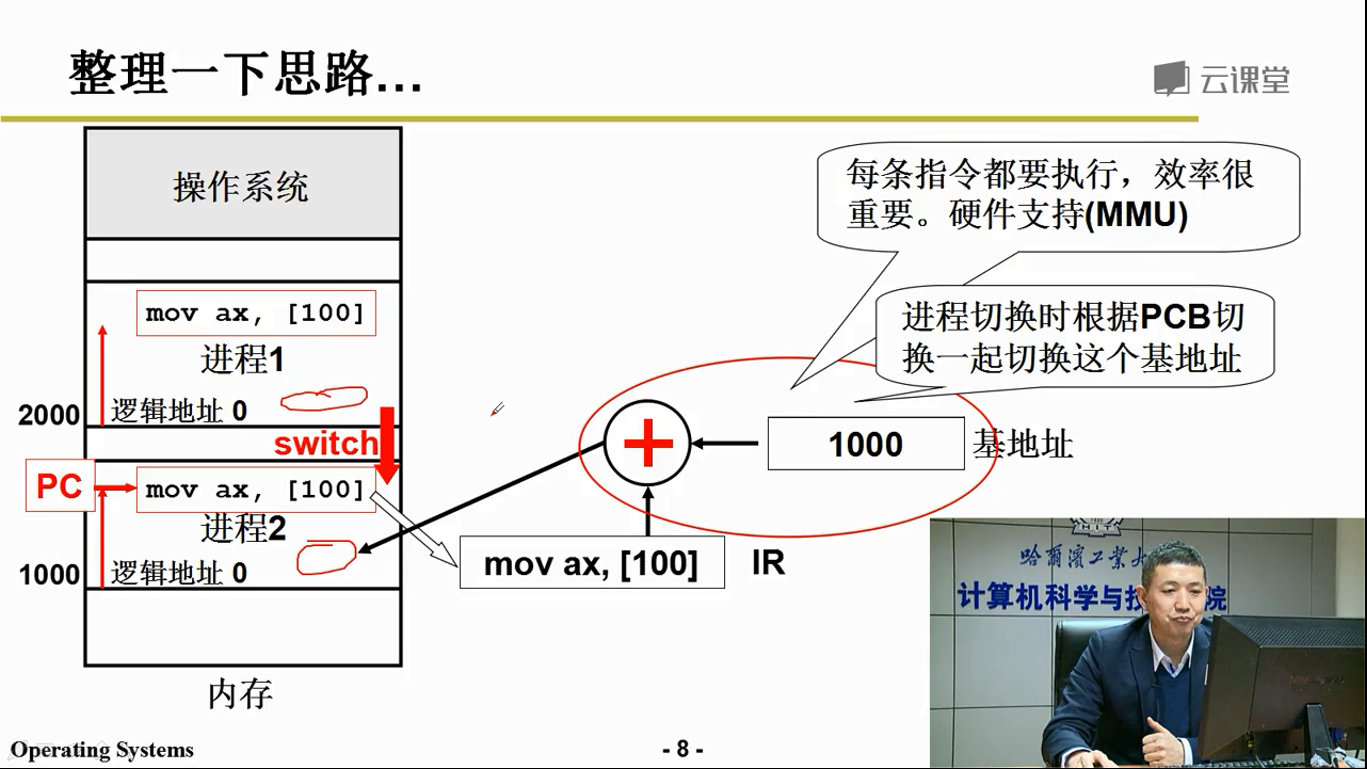 整理一下思路...
云课堂
操作系统
mov ax, [100]
进程1
逻辑地址 0
2000
switch
PC
mov ax, [100]
进程2
逻辑地址 0
1000
内存
每条指令都要执行，效率很
重要。硬件支持(MMU)
进程切换时根据PCB切
换一起切换这个基地址
+
1000
基地址
mov ax, [100]
IR
HIT
哈爾濱工業大
计算机科学与技
院
Operating Systems
- 8 -